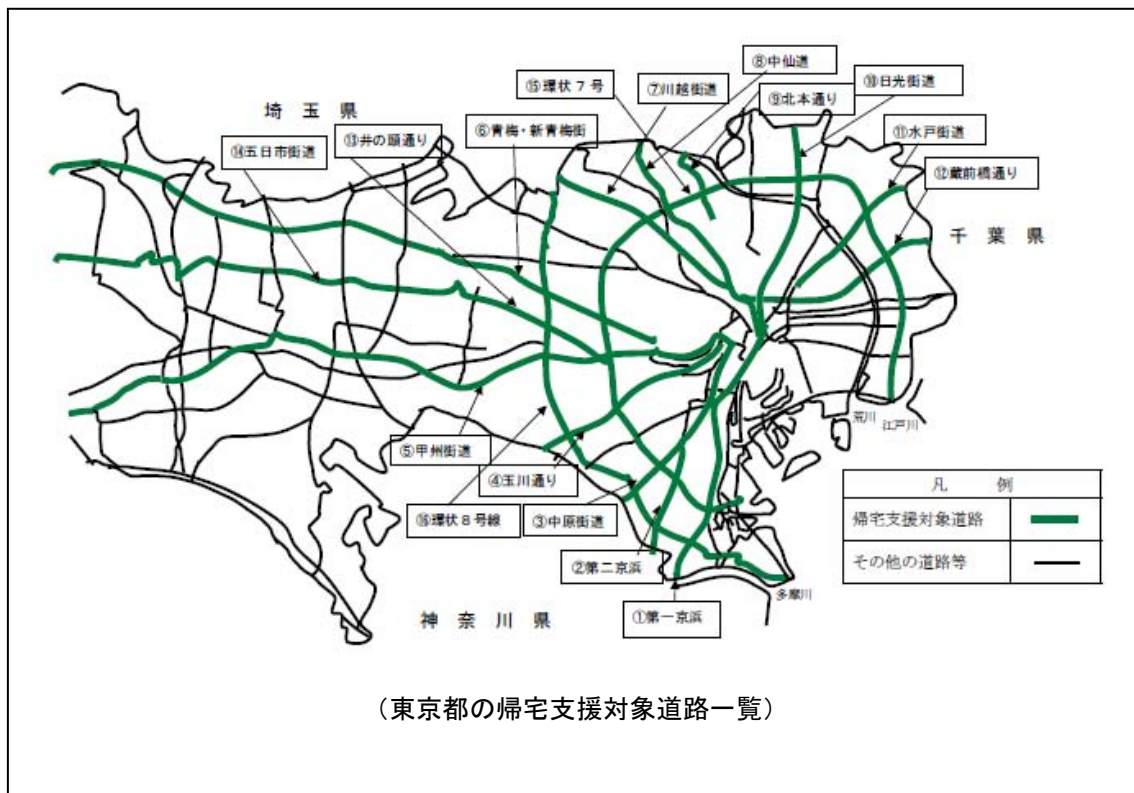 ⑧中仙道
⑩日光街道
⑮環状７号
⑦川越街道
⑨北本通り
埼玉県
⑬井の頭通り
⑥青梅・新青梅街
⑪水戸街道
⑭五日市街道
⑫蔵前橋通り
千葉県
荒川
江戸川
⑤甲州街道
④玉川通り
⑯環状８号線
③中原街道
②第二京浜
①第一京浜
多摩川
神奈川県
凡例
帰宅支援対象道路
その他の道路等
（東京都の帰宅支援対象道路一覧）